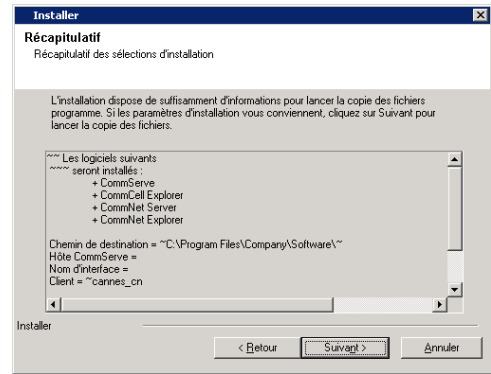 Installer
Récapitulatif
Récapitulatif des sélections d'installation
L'installation dispose de suffisamment d'informations pour lancer la copie des fichiers
programme. Si les paramètres d'installation vous conviennent, cliquez sur Suivant pour
lancer la copie des fichiers.
~~ Les logiciels suivants
~~~ seront installés :
+ CommServe
+ CommCell Explorer
+ CommNet Server
+ CommNet Explorer
Chemin de destination = ~C:\Program Files\Company\Software\~
Hôte CommServe =
Nom d'interface =
Client = ~cannes_cn
Installer
< Retour
Suivant >
Annuler